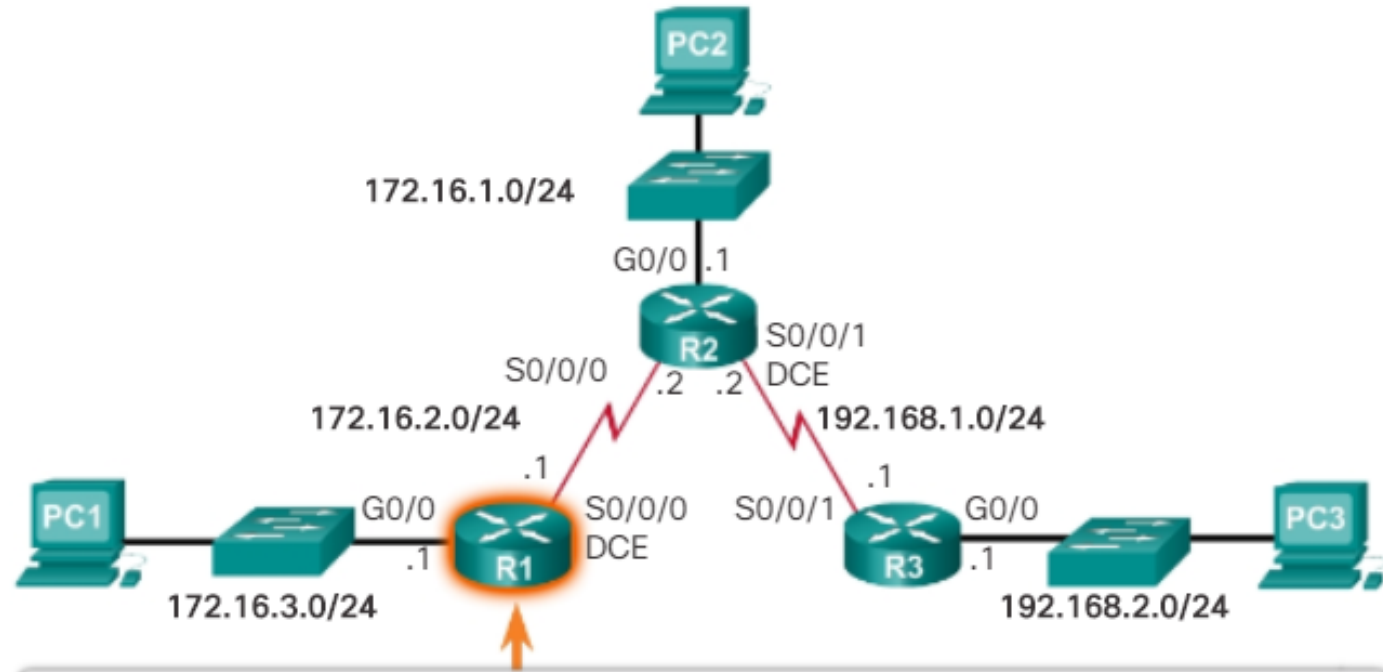 PC2
172.16.1.0/24
G0/0 .1
R2
S0/0/1
DCE
S0/0/0
.2 .2
172.16.2.0/24
192.168.1.0/24
.1
.1
PC1
G0/0
S0/0/0
DCE
.1
R1
S0/0/1
G0/0
R3
.1
PC3
172.16.3.0/24
192.168.2.0/24